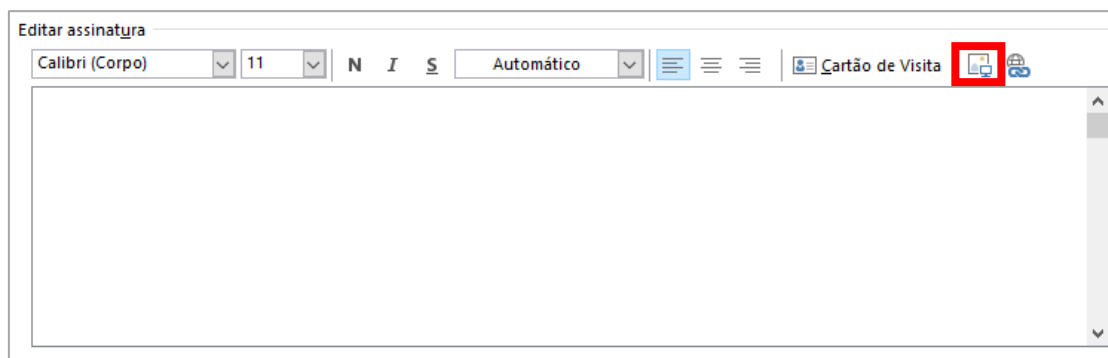 Editar assinatura
Calibri (Corpo) 11 N I S Automático Cartão de Visita